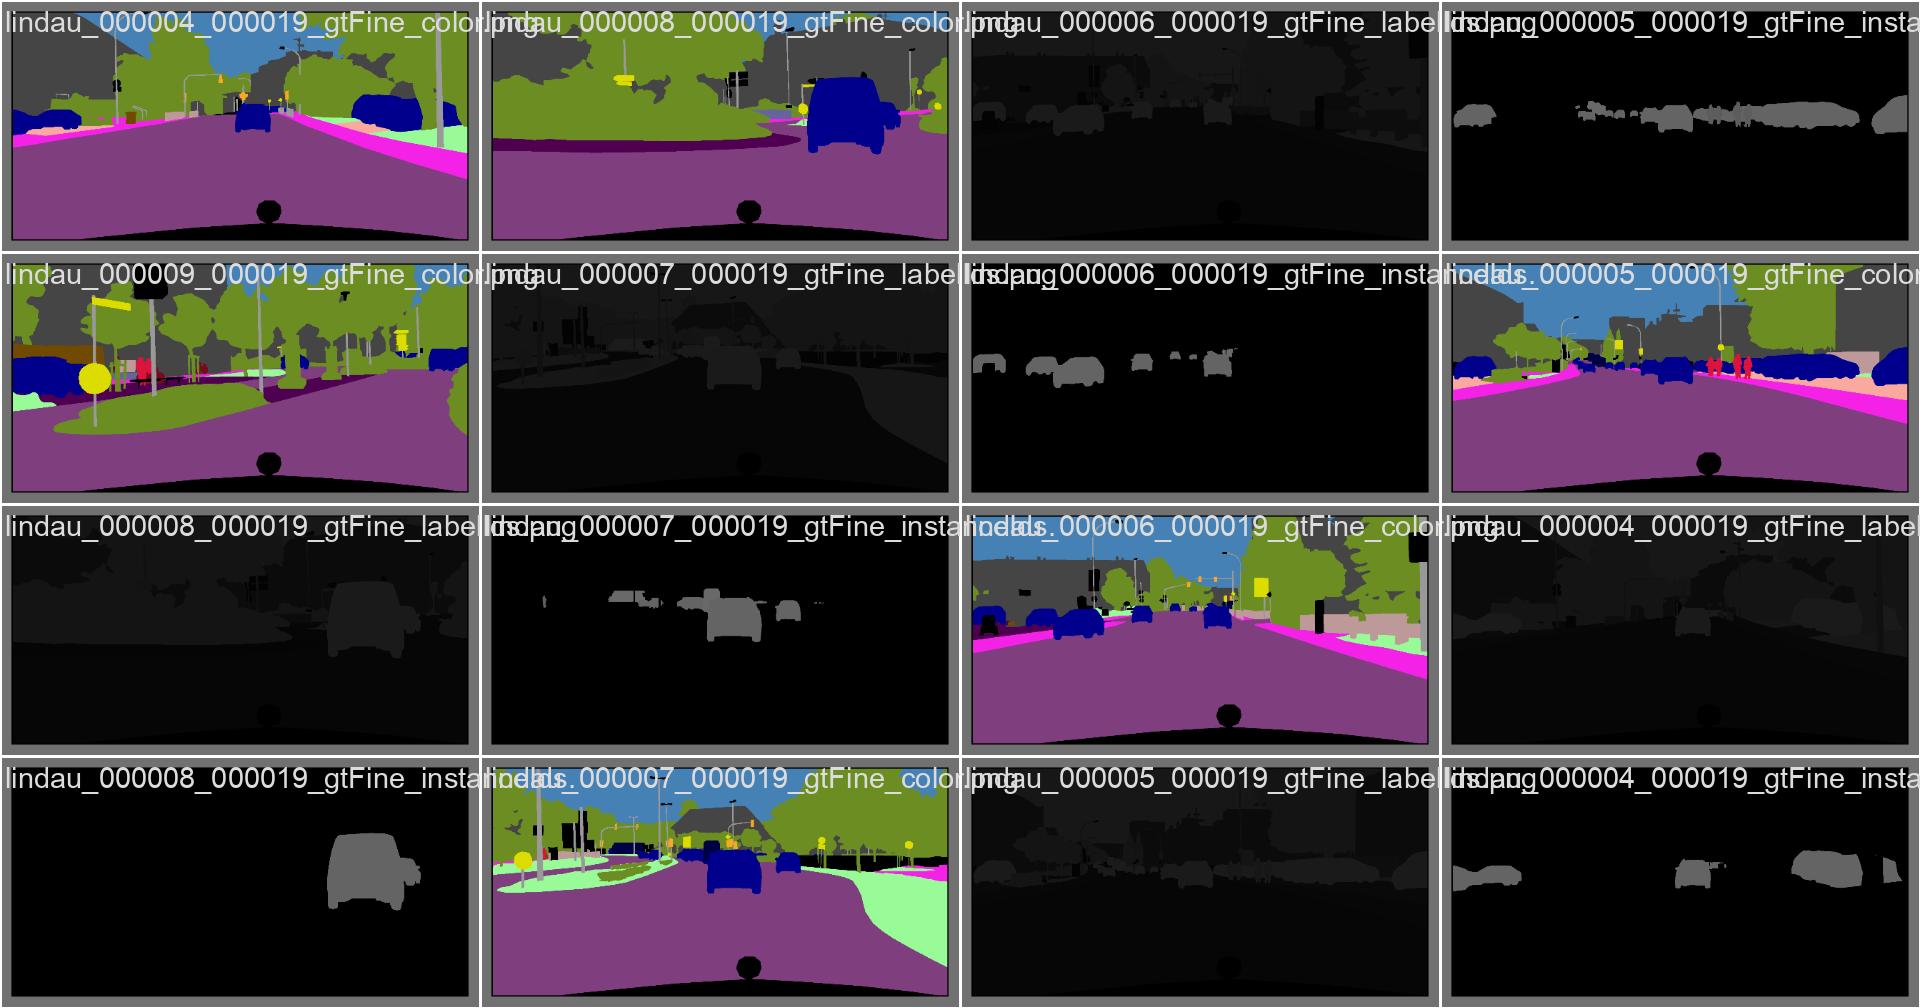 lindau_000004_000019_gtFine_color.png
lindau_000008_000019_gtFine_color.png
lindau_000006_000019_gtFine_labelIds.png
lindau_000005_000019_gtFine_insta
lindau_000009_000019_gtFine_color.png
lindau_000007_000019_gtFine_labelIds.png
lindau_000006_000019_gtFine_instanceIds.
lindau_000005_000019_gtFine_color
lindau_000008_000019_gtFine_labelIds.png
lindau_000007_000019_gtFine_instanceIds.
lindau_000006_000019_gtFine_color.png
lindau_000004_000019_gtFine_label
lindau_000008_000019_gtFine_instanceIds.
lindau_000007_000019_gtFine_color.png
lindau_000005_000019_gtFine_labelIds.png
lindau_000004_000019_gtFine_insta